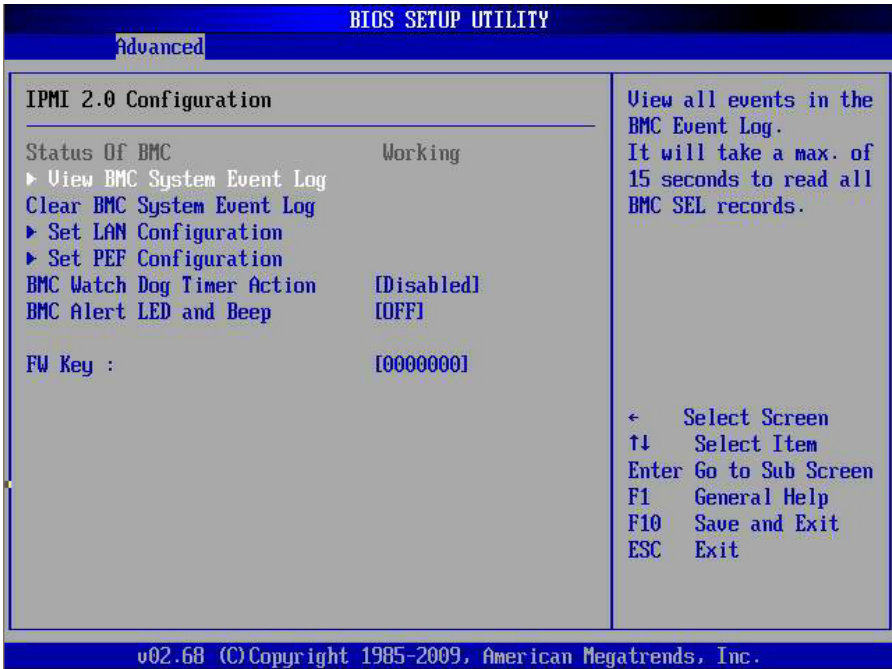 BIOS SETUP UTILITY
Advanced
IPMI 2.0 Configuration
Status Of BMC Working
▶ View BMC System Event Log
Clear BMC System Event Log
▶ Set LAN Configuration
▶ Set PEF Configuration
BMC Watch Dog Timer Action [Disabled]
BMC Alert LED and Beep [OFF]
FW Key : [0000000]
View all events in the
BMC Event Log.
It will take a max. of
15 seconds to read all
BMC SEL records.
← Select Screen
↑↓ Select Item
Enter Go to Sub Screen
F1 General Help
F10 Save and Exit
ESC Exit
v02.68 (C)Copyright 1985-2009, American Megatrends, Inc.